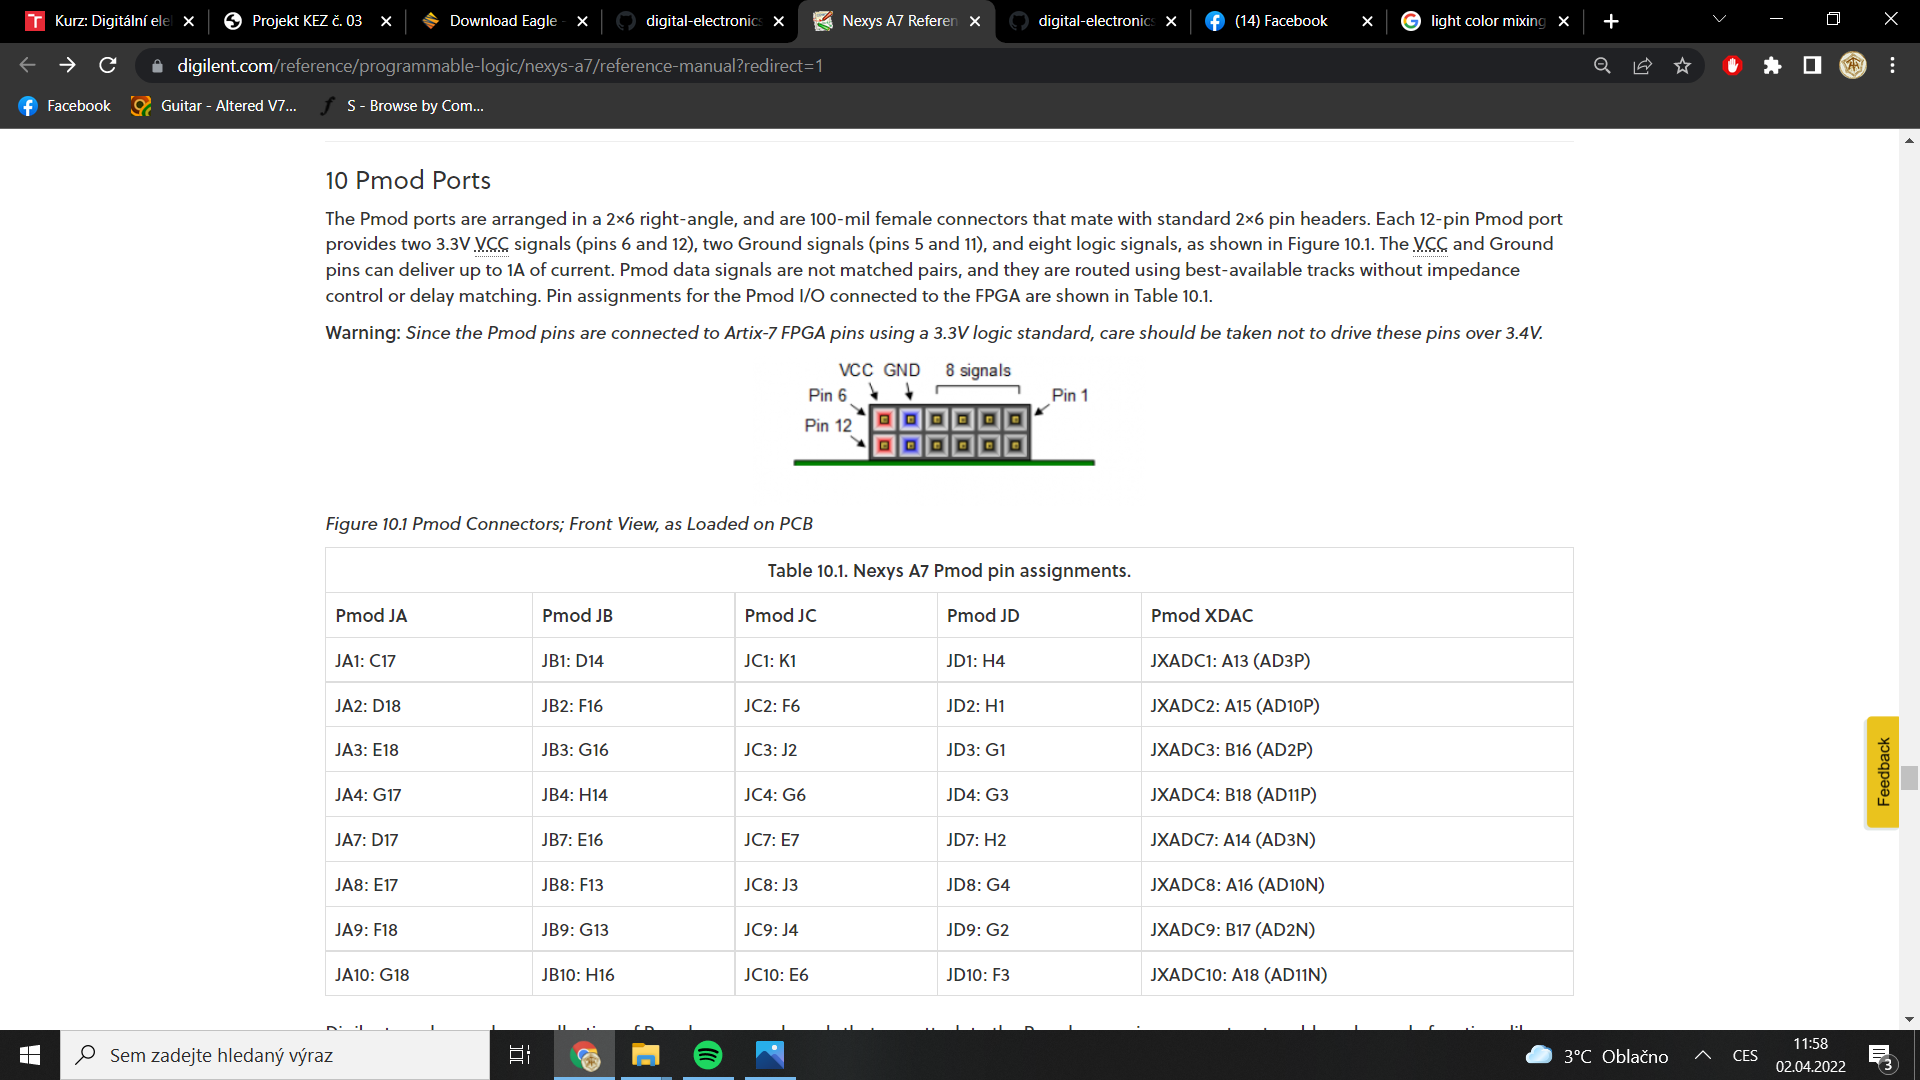 Kurz: Digitální ele
Projekt KEZ č. 03
Download Eagle
digital-electronics
Nexys A7 Referen
digital-electronics
(14) Facebook
light color mixing
digilent.com/reference/programmable-logic/nexys-a7/reference-manual?redirect=1
Facebook
Guitar - Altered V7...
S - Browse by Com...
10 Pmod Ports
The Pmod ports are arranged in a 2×6 right-angle, and are 100-mil female connectors that mate with standard 2×6 pin headers. Each 12-pin Pmod port
provides two 3.3V VCC signals (pins 6 and 12), two Ground signals (pins 5 and 11), and eight logic signals, as shown in Figure 10.1. The VCC and Ground
pins can deliver up to 1A of current. Pmod data signals are not matched pairs, and they are routed using best-available tracks without impedance
control or delay matching. Pin assignments for the Pmod I/O connected to the FPGA are shown in Table 10.1.
Warning: Since the Pmod pins are connected to Artix-7 FPGA pins using a 3.3V logic standard, care should be taken not to drive these pins over 3.4V.
VCC GND 8 signals
Pin 6 Pin 1
Pin 12
Figure 10.1 Pmod Connectors; Front View, as Loaded on PCB
Table 10.1. Nexys A7 Pmod pin assignments.
Pmod JA Pmod JB Pmod JC Pmod JD Pmod XDAC
JA1: C17 JB1: D14 JC1: K1 JD1: H4 JXADC1: A13 (AD3P)
JA2: D18 JB2: F16 JC2: F6 JD2: H1 JXADC2: A15 (AD10P)
JA3: E18 JB3: G16 JC3: J2 JD3: G1 JXADC3: B16 (AD2P)
JA4: G17 JB4: H14 JC4: G6 JD4: G3 JXADC4: B18 (AD11P)
JA7: D17 JB7: E16 JC7: E7 JD7: H2 JXADC7: A14 (AD3N)
JA8: E17 JB8: F13 JC8: J3 JD8: G4 JXADC8: A16 (AD10N)
JA9: F18 JB9: G13 JC9: J4 JD9: G2 JXADC9: B17 (AD2N)
JA10: G18 JB10: H16 JC10: E6 JD10: F3 JXADC10: A18 (AD11N)
Feedback
Sem zadejte hledaný výraz
3°C Oblačno
CES
11:58
02.04.2022
3